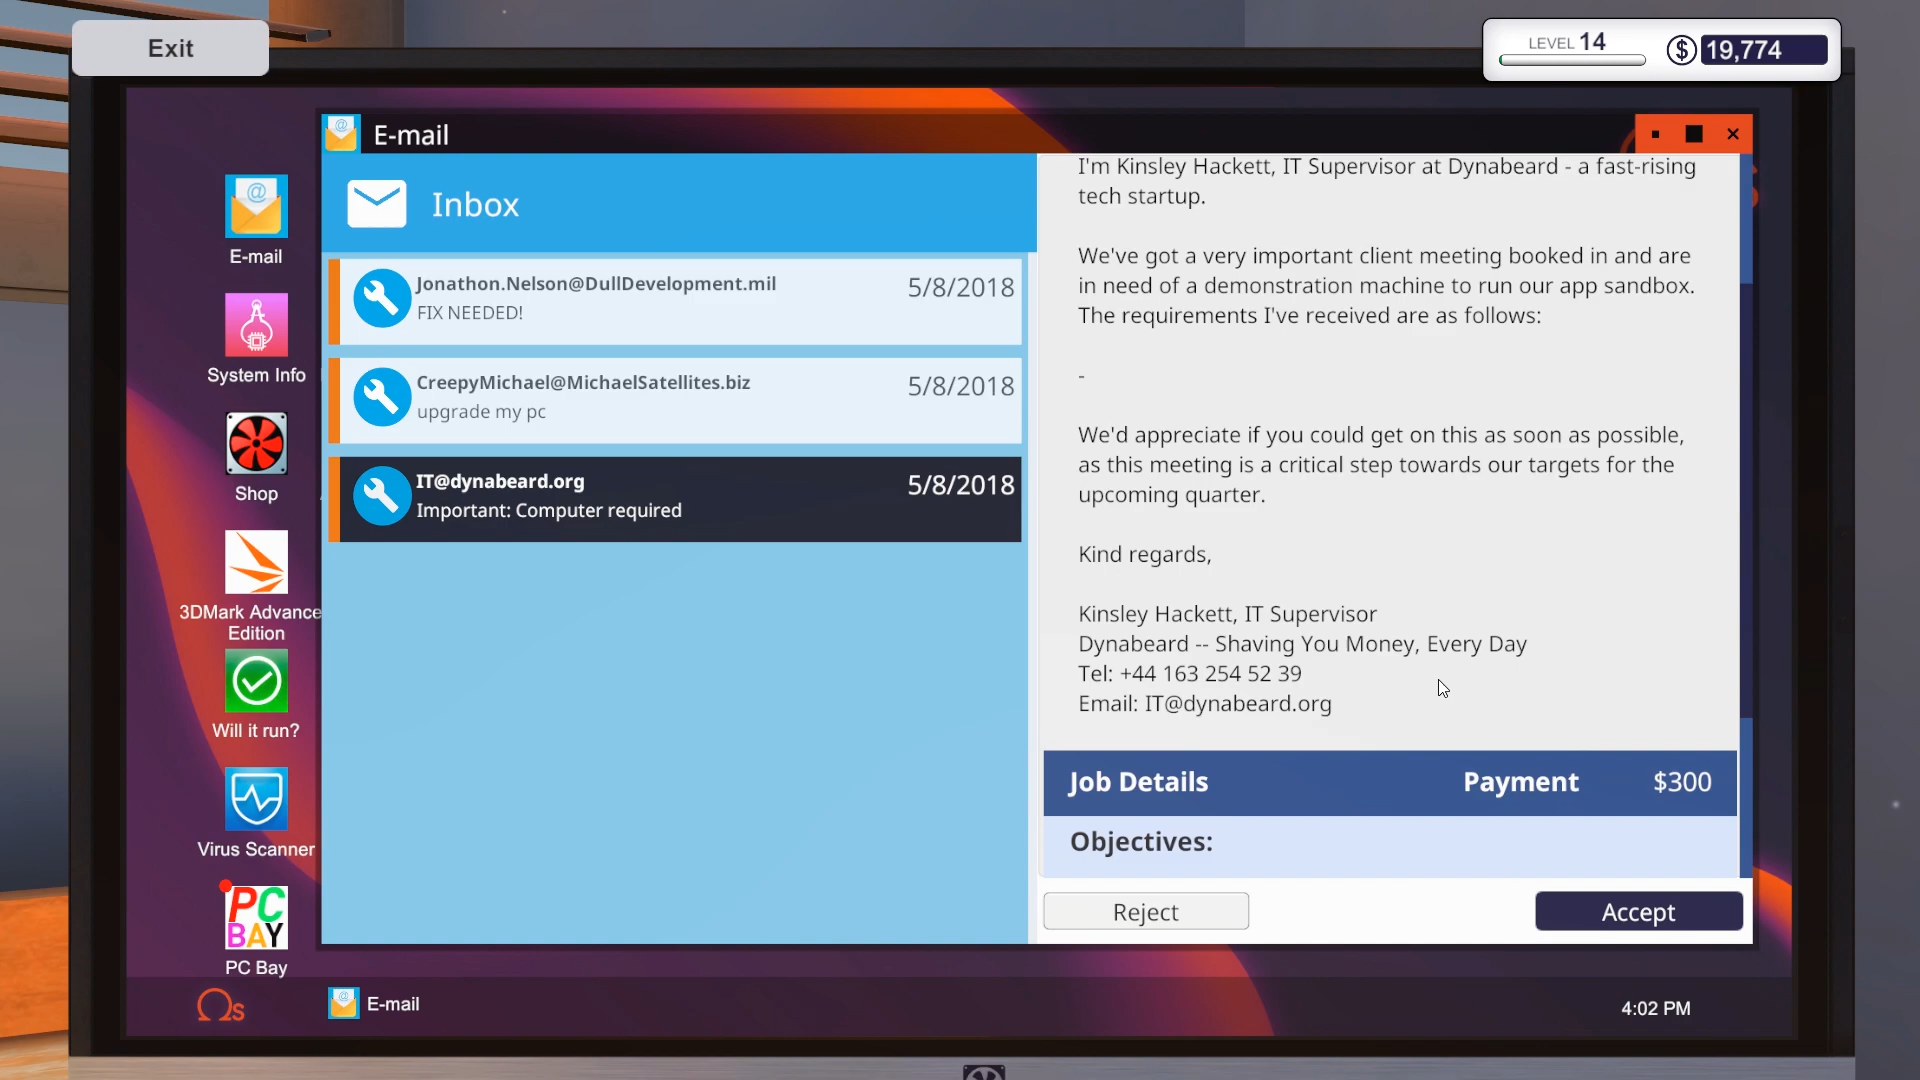 Exit
LEVEL 14
$ 19,774
E-mail
Inbox
Jonathon.Nelson@DullDevelopment.mil
5/8/2018
FIX NEEDED!
CreepyMichael@MichaelSatellites.biz
5/8/2018
upgrade my pc
IT@dynabeard.org
5/8/2018
Important: Computer required
I'm Kinsley Hackett, IT Supervisor at Dynabeard - a fast-rising
tech startup.
We've got a very important client meeting booked in and are
in need of a demonstration machine to run our app sandbox.
The requirements I've received are as follows:
-
We'd appreciate if you could get on this as soon as possible,
as this meeting is a critical step towards our targets for the
upcoming quarter.
Kind regards,
Kinsley Hackett, IT Supervisor
Dynabeard -- Shaving You Money, Every Day
Tel: +44 163 254 52 39
Email: IT@dynabeard.org
Job Details
Payment
$300
Objectives:
Reject
Accept
E-mail
System Info
Shop
3DMark Advance
Edition
Will it run?
Virus Scanner
PC
BAY
PC Bay
Ωs
E-mail
4:02 PM